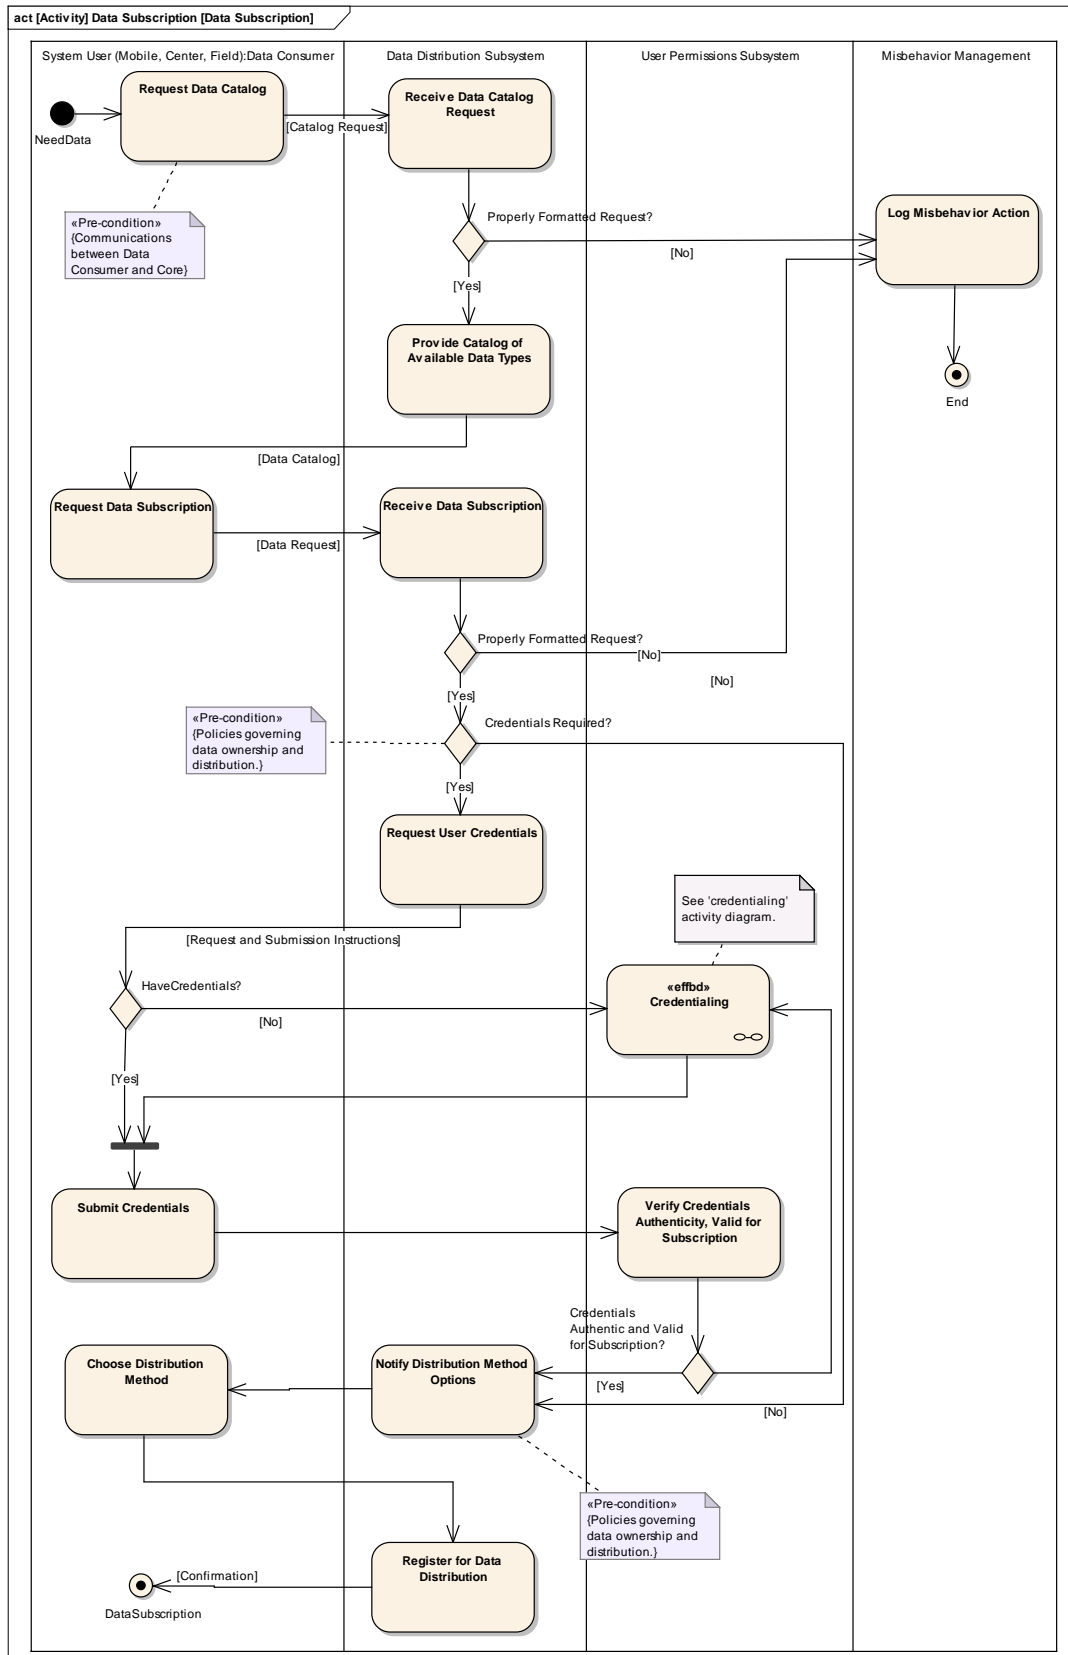 act [Activity] Data Subscription [Data Subscription]
System User (Mobile, Center, Field):Data Consumer
Data Distribution Subsystem
User Permissions Subsystem
Misbehavior Management
Request Data Catalog
NeedData
[Catalog Request]
Receive Data Catalog
Request
«Pre-condition»
{Communications
between Data
Consumer and Core}
Properly Formatted Request?
[No]
[Yes]
Log Misbehavior Action
End
Provide Catalog of
Available Data Types
[Data Catalog]
Request Data Subscription
[Data Request]
Receive Data Subscription
Properly Formatted Request?
[No]
[No]
[Yes]
«Pre-condition»
{Policies governing
data ownership and
distribution.}
Credentials Required?
[Yes]
Request User Credentials
[Request and Submission Instructions]
See 'credentialing'
activity diagram.
HaveCredentials?
[No]
«effbd»
Credentialing
[Yes]
Submit Credentials
Verify Credentials
Authenticity, Valid for
Subscription
Credentials
Authentic and Valid
for Subscription?
[Yes]
[No]
Choose Distribution
Method
Notify Distribution Method
Options
«Pre-condition»
{Policies governing
data ownership and
distribution.}
Register for Data
Distribution
[Confirmation]
DataSubscription